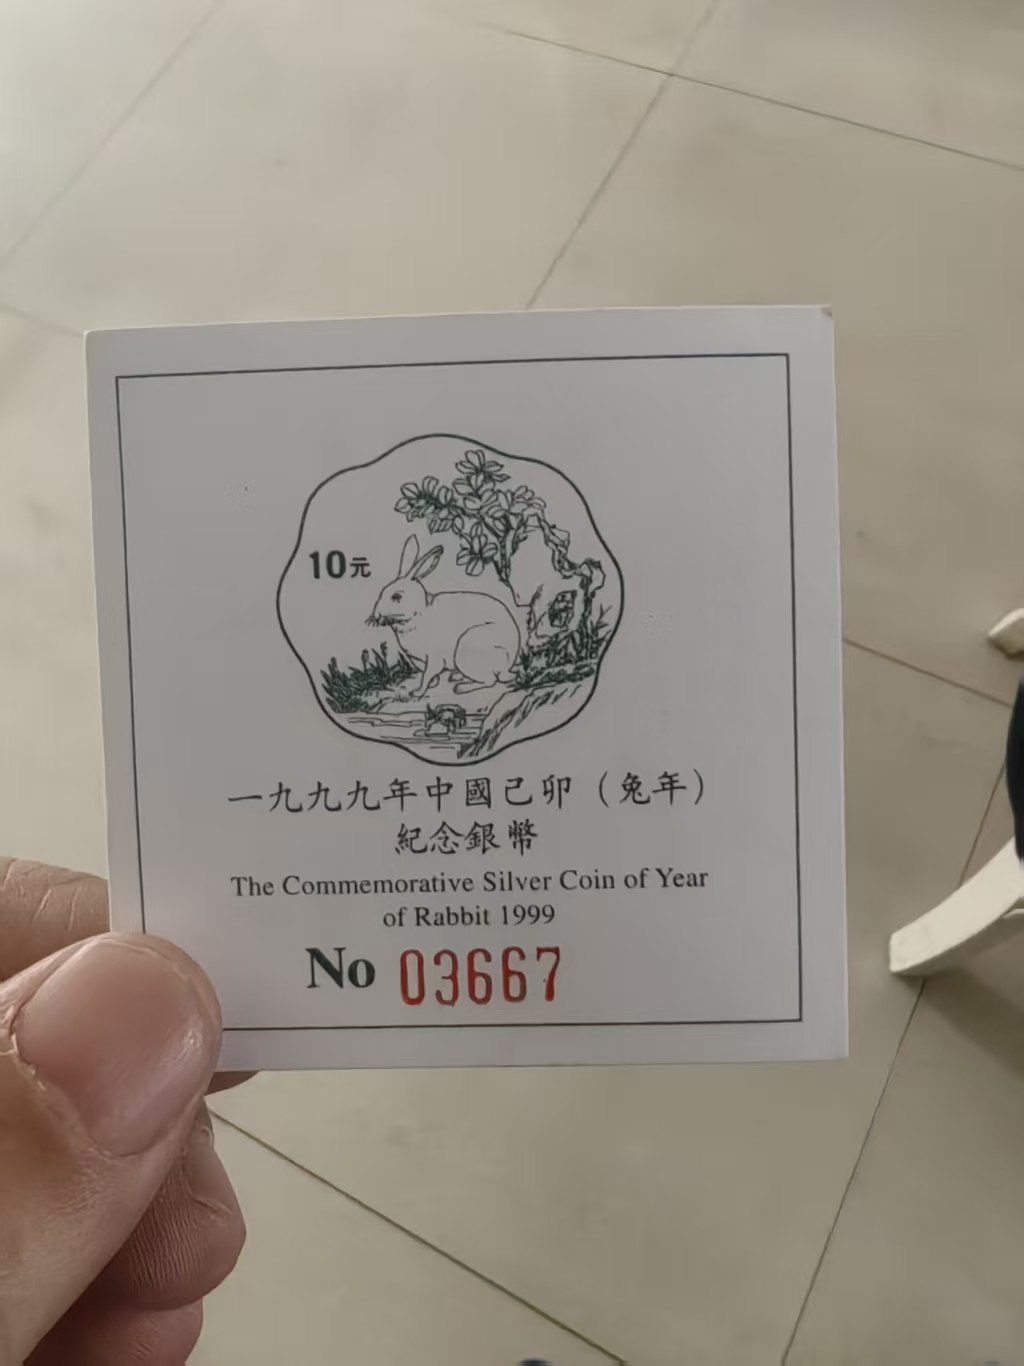 10元
一九九九年中國己卯（兔年）
紀念銀幣
The Commemorative Silver Coin of Year
of Rabbit 1999
No 03667